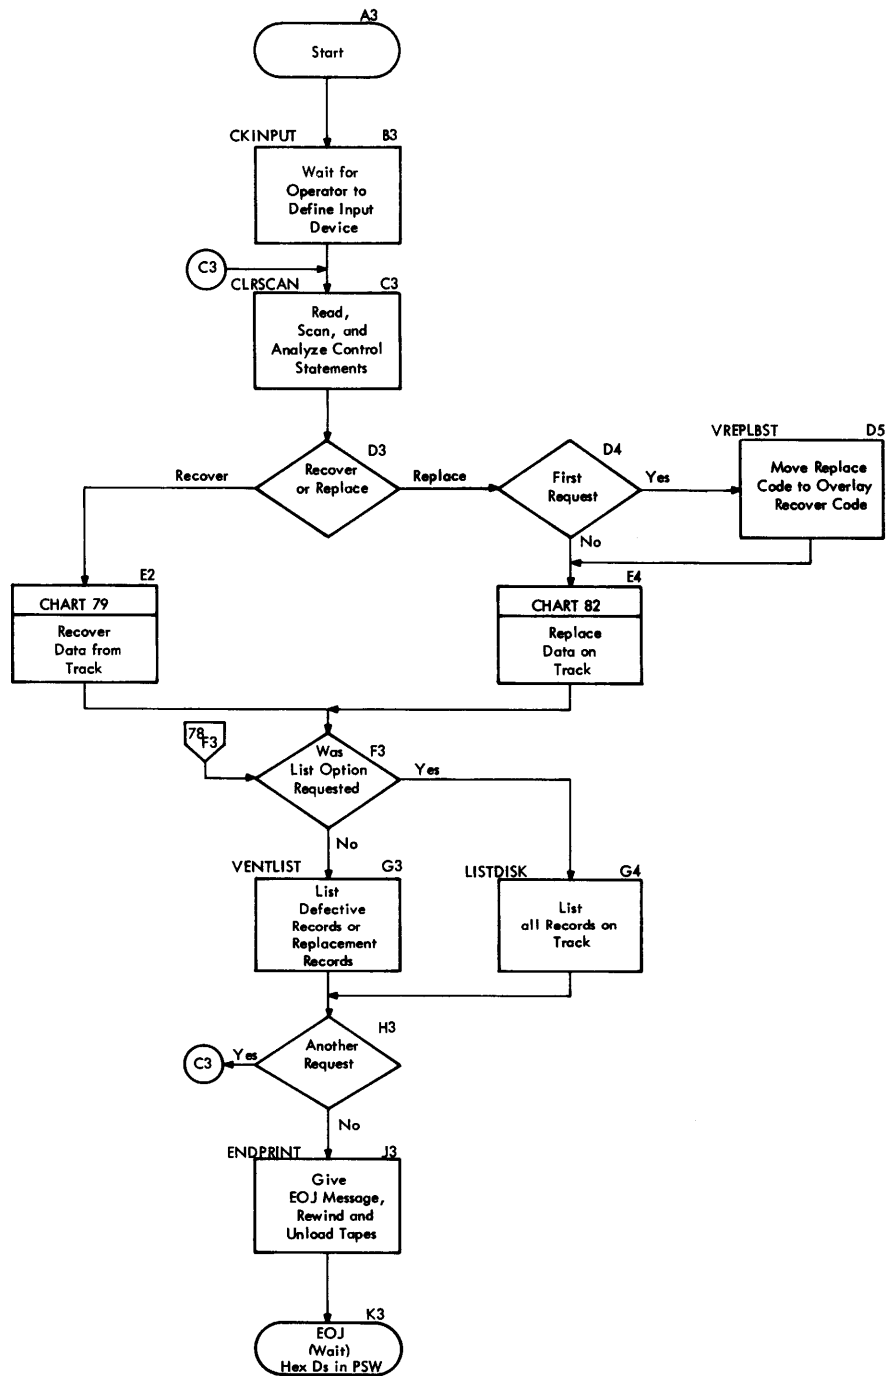 A3
Start
CKINPUT
B3
Wait for
Operator to
Define Input
Device
C3
CLRSCAN
C3
Read,
Scan, and
Analyze Control
Statements
D3
Recover
or Replace
Recover
Replace
D4
First
Request
Yes
No
VREPLBST
D5
Move Replace
Code to Overlay
Recover Code
E2
CHART 79
Recover
Data from
Track
E4
CHART 82
Replace
Data on
Track
78
F3
Was
F3
List Option
Requested
Yes
No
VENTLIST
G3
List
Defective
Records or
Replacement
Records
LISTDISK
G4
List
all Records on
Track
H3
Another
Request
Yes
C3
No
ENDPRINT
J3
Give
EOJ Message,
Rewind and
Unload Tapes
K3
EOJ
(Wait)
Hex Ds in PSW